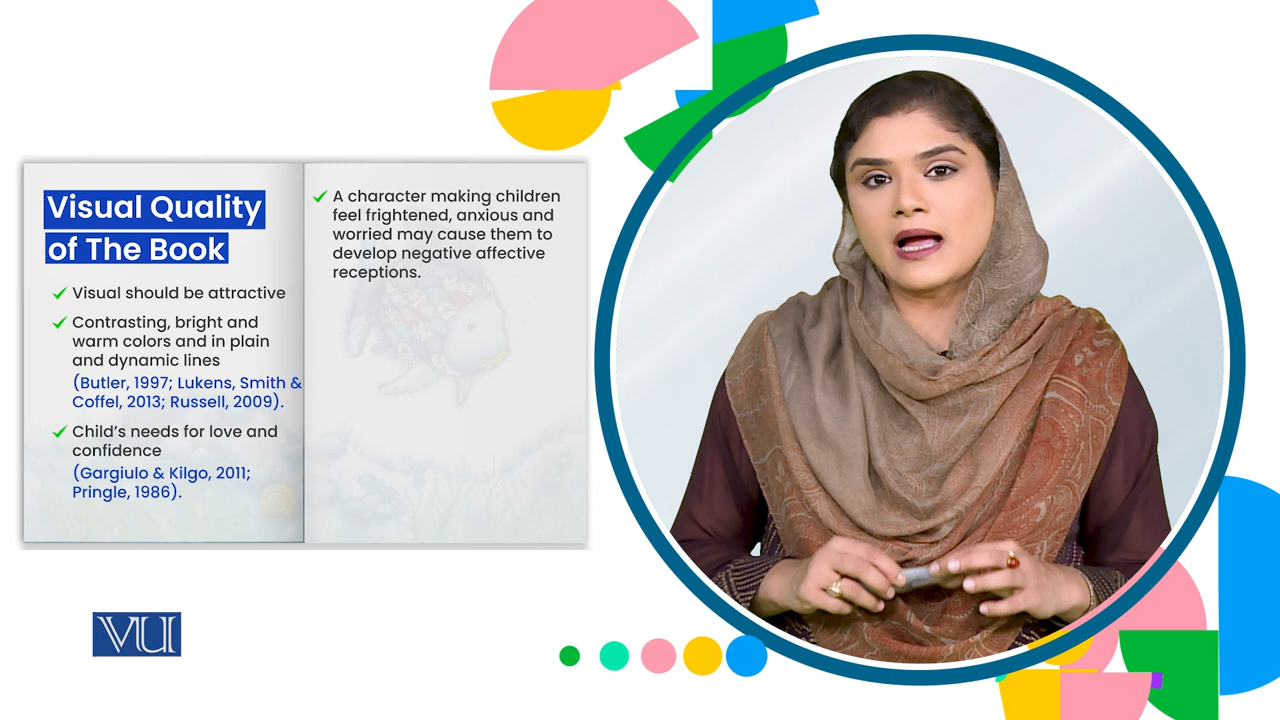 Visual Quality
of The Book
Visual should be attractive
Contrasting, bright and
warm colors and in plain
and dynamic lines
(Butler, 1997; Lukens, Smith &
Coffel, 2013; Russell, 2009).
Child's needs for love and
confidence
(Gargiulo & Kilgo, 2011;
Pringle, 1986).
A character making children
feel frightened, anxious and
worried may cause them to
develop negative affective
receptions.
VU